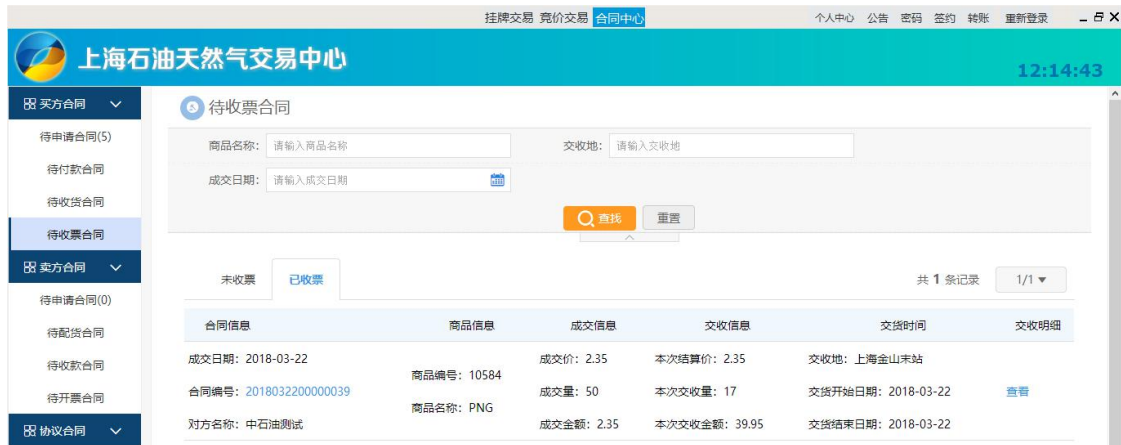 挂牌交易 竞价交易 合同中心 个人中心 公告 密码 签约 转账 重新登录
上海石油天然气交易中心
12:14:43
买方合同
待申请合同(5)
待付款合同
待收货合同
待收票合同
卖方合同
待申请合同(0)
待配货合同
待收款合同
待开票合同
协议合同
待收票合同
商品名称: 请输入商品名称 交收地: 请输入交收地
成交日期: 请输入成交日期
查找 重置
未收票 已收票 共 1 条记录 1/1
合同信息 商品信息 成交信息 交收信息 交货时间 交收明细
成交日期: 2018-03-22 成交价: 2.35 本次结算价: 2.35 交收地: 上海金山末站
商品编号: 10584
合同编号: 2018032200000039 成交量: 50 本次交收量: 17 交货开始日期: 2018-03-22 查看
商品名称: PNG
对方名称: 中石油测试 成交金额: 2.35 本次交收金额: 39.95 交货结束日期: 2018-03-22